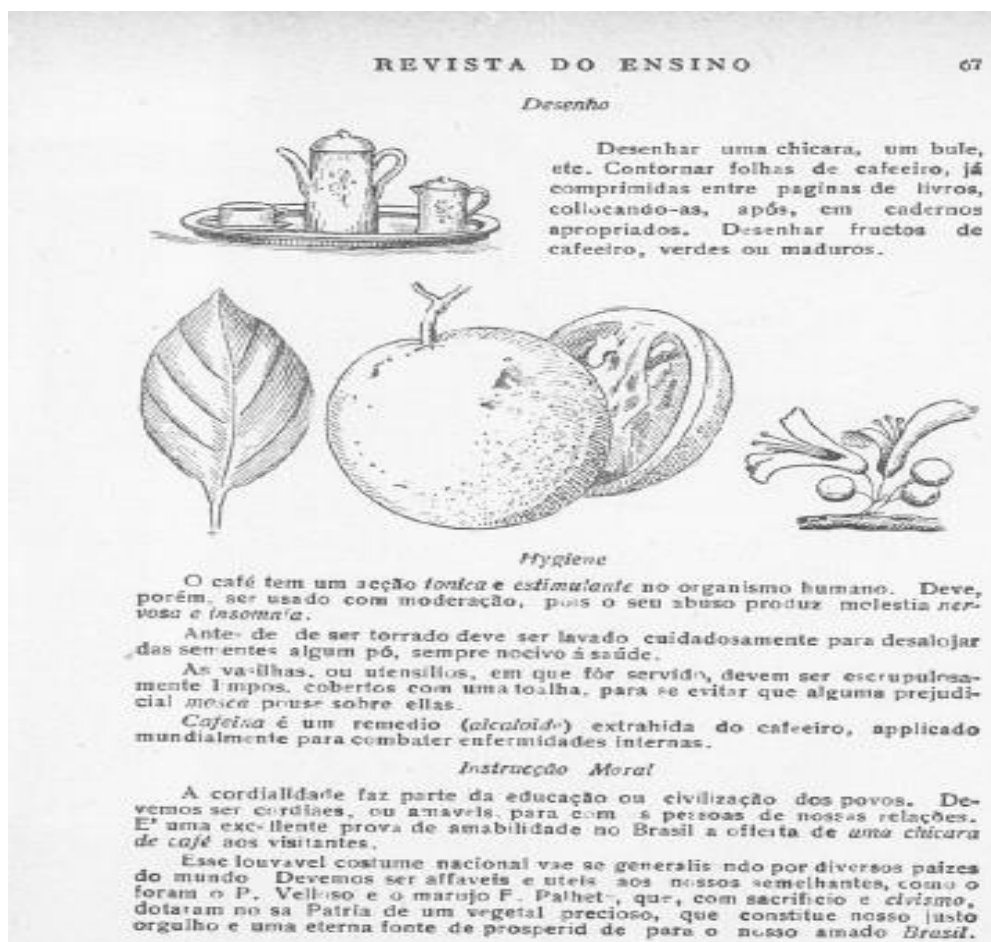 REVISTA DO ENSINO 67
Desenho
Desenhar uma chicara, um bule,
etc. Contornar folhas de cafeeiro, já
comprimidas entre paginas de livros,
collocando-as, após, em cadernos
apropriados. Desenhar fructos de
cafeeiro, verdes ou maduros.
Hygiene
O café tem um acção tonica e estimulante no organismo humano. Deve,
porém, ser usado com moderação, pois o seu abuso produz molestia ner-
vosa e insomnia.
Antes de de ser torrado deve ser lavado cuidadosamente para desalojar
das sementes algum pó, sempre nocivo á saúde.
As vasilhas, ou utensilios, em que fôr servido, devem ser escrupulosa-
mente limpos, cobertos com uma toalha, para se evitar que alguma prejudi-
cial mosca pouse sobre ellas.
Cafeina é um remedio (alcaloide) extrahida do cafeeiro, applicado
mundialmente para combater enfermidades internas.
Instrucção Moral
A cordialidade faz parte da educação ou civilização dos povos. De-
vemos ser cordiaes, ou amaveis, para com s pessoas de nossas relações.
E' uma excellente prova de amabilidade no Brasil a offerta de uma chicara
de café aos visitantes.
Esse louvavel costume nacional vae se generalis ndo por diversos paizes
do mundo Devemos ser affaveis e uteis aos nossos semelhantes, como o
foram o P. Velloso e o marujo F. Palhet, que, com sacrificio e civismo,
dotaram no sa Patria de um vegetal precioso, que constitue nosso justo
orgulho e uma eterna fonte de prosperid de para o nosso amado Brasil.